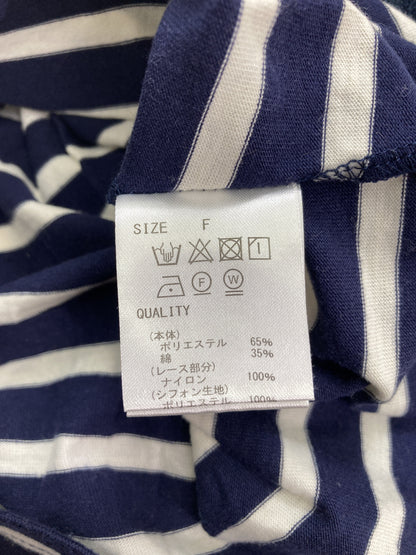 SIZE F
F W
QUALITY
(本体)
ポリエステル 65%
綿 35%
(レース部分)
ナイロン 100%
(シフォン生地)
ポリエステル 100%